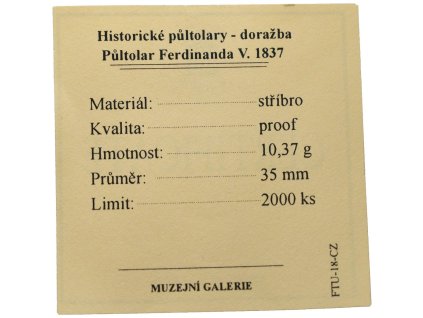 Historické půltolary - doražba
Půltolar Ferdinanda V. 1837
Materiál: stříbro
Kvalita: proof
Hmotnost: 10,37 g
Průměr: 35 mm
Limit: 2000 ks
MUZEJNÍ GALERIE
FTU-18-CZ